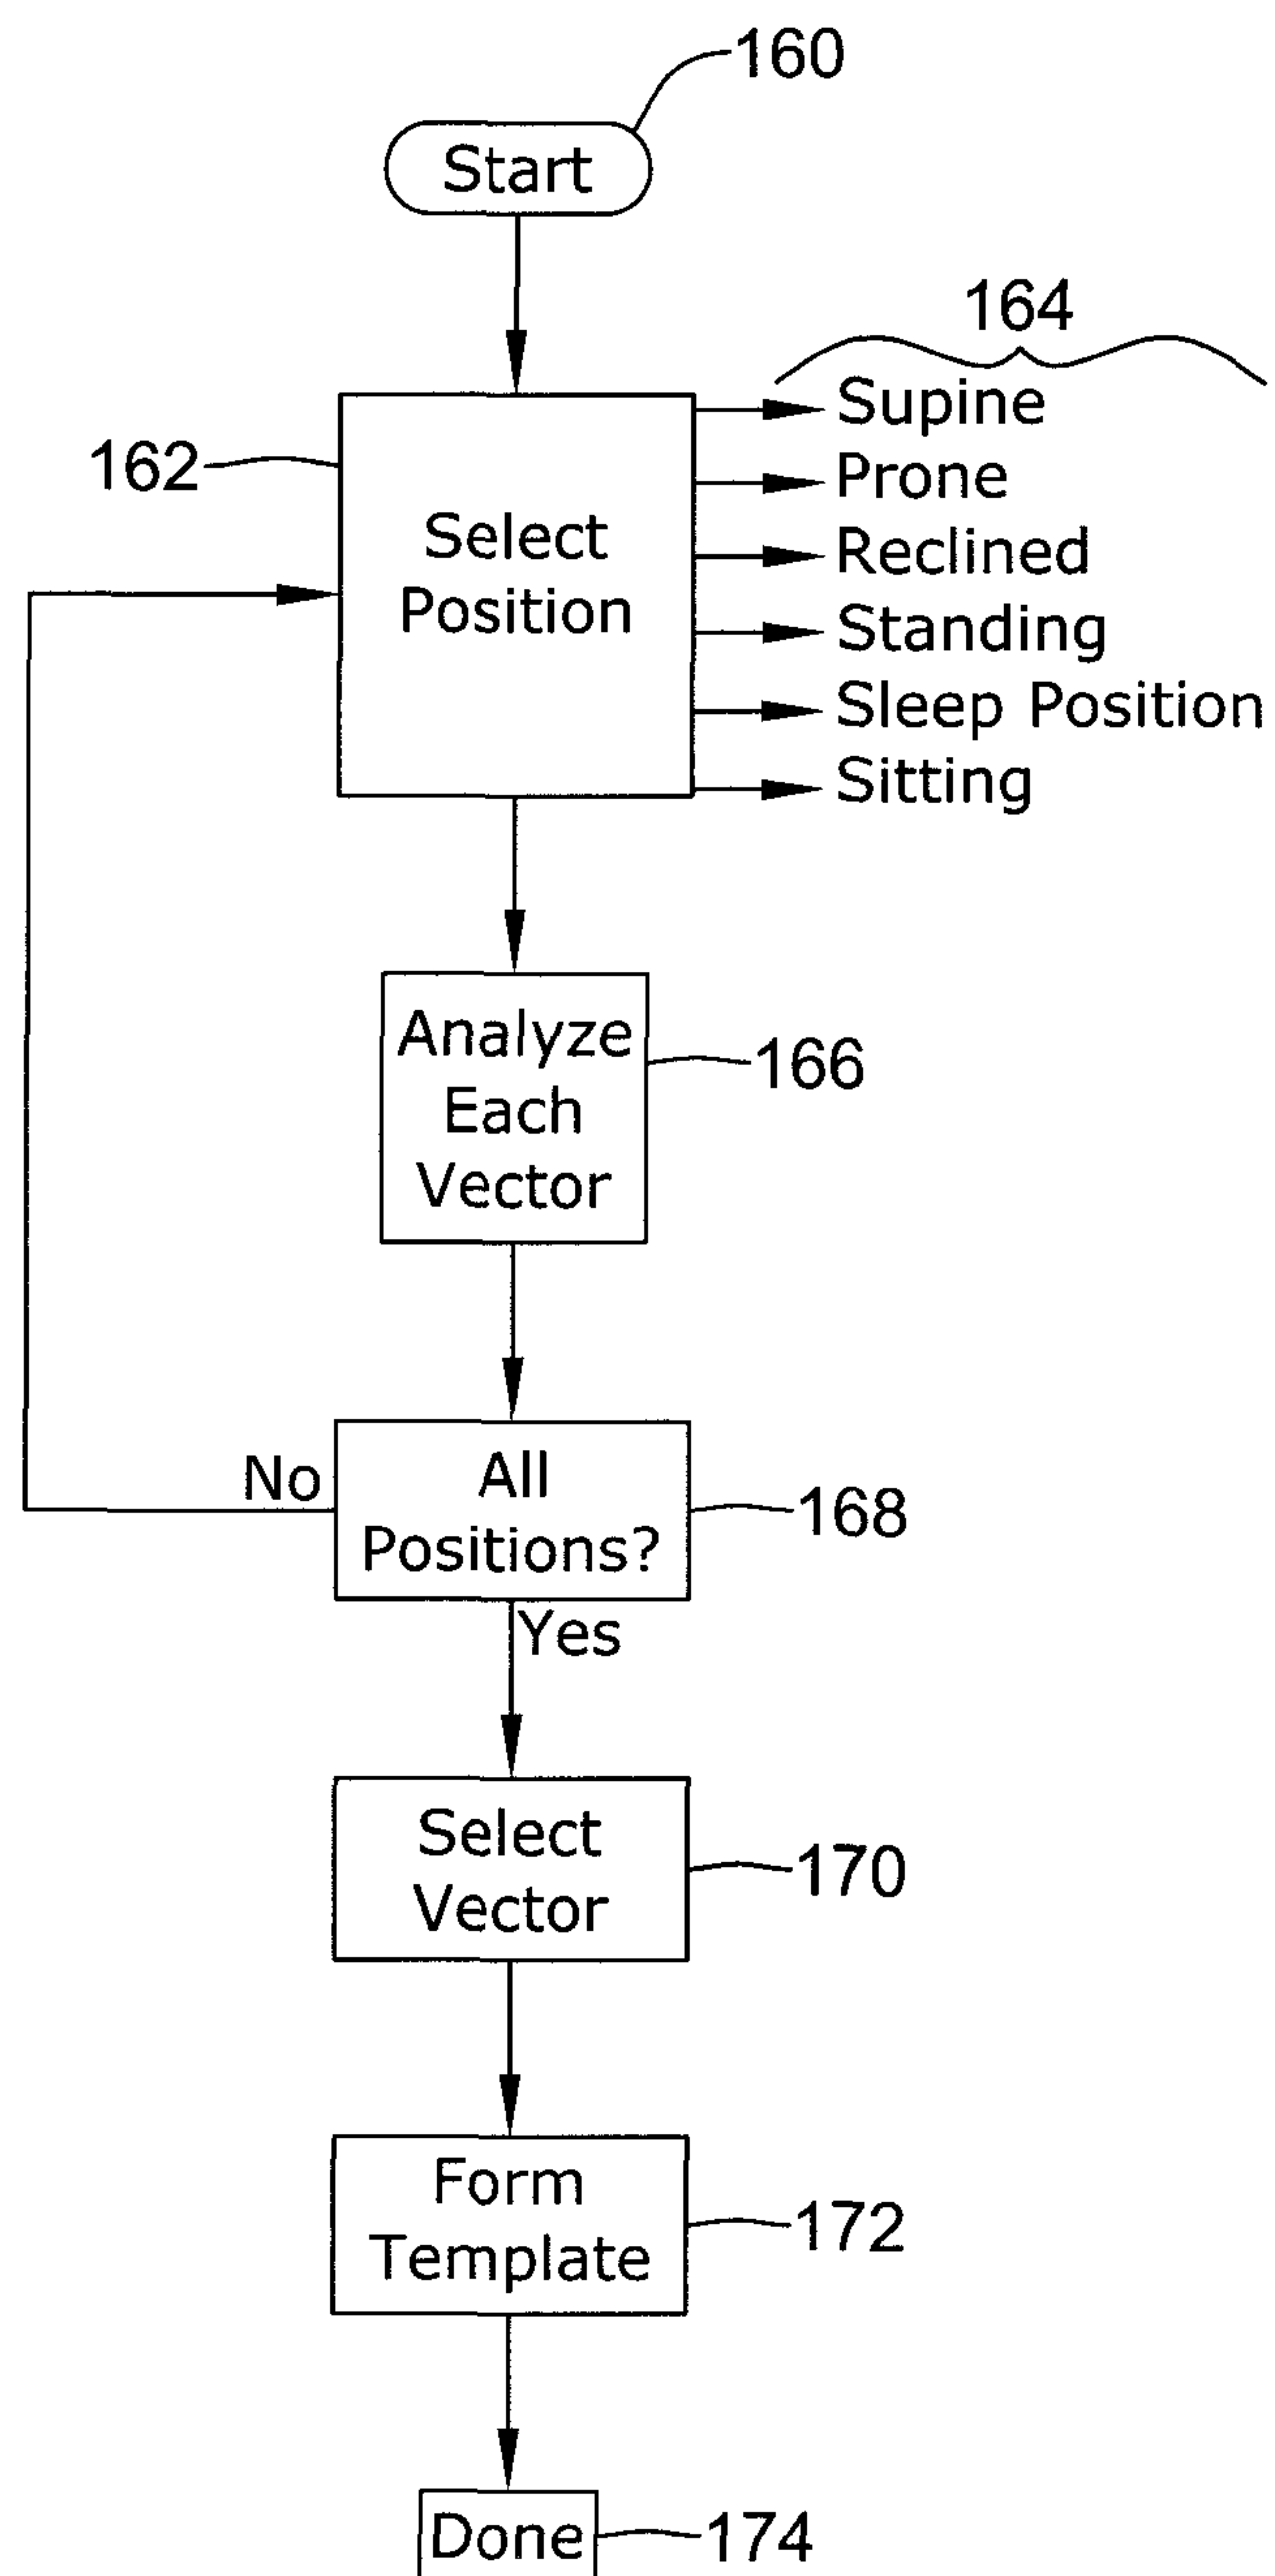 160
Start
164
162
Select
Position
Supine
Prone
Reclined
Standing
Sleep Position
Sitting
Analyze
Each
Vector
166
No
All
Positions?
168
Yes
Select
Vector
170
Form
Template
172
Done
174